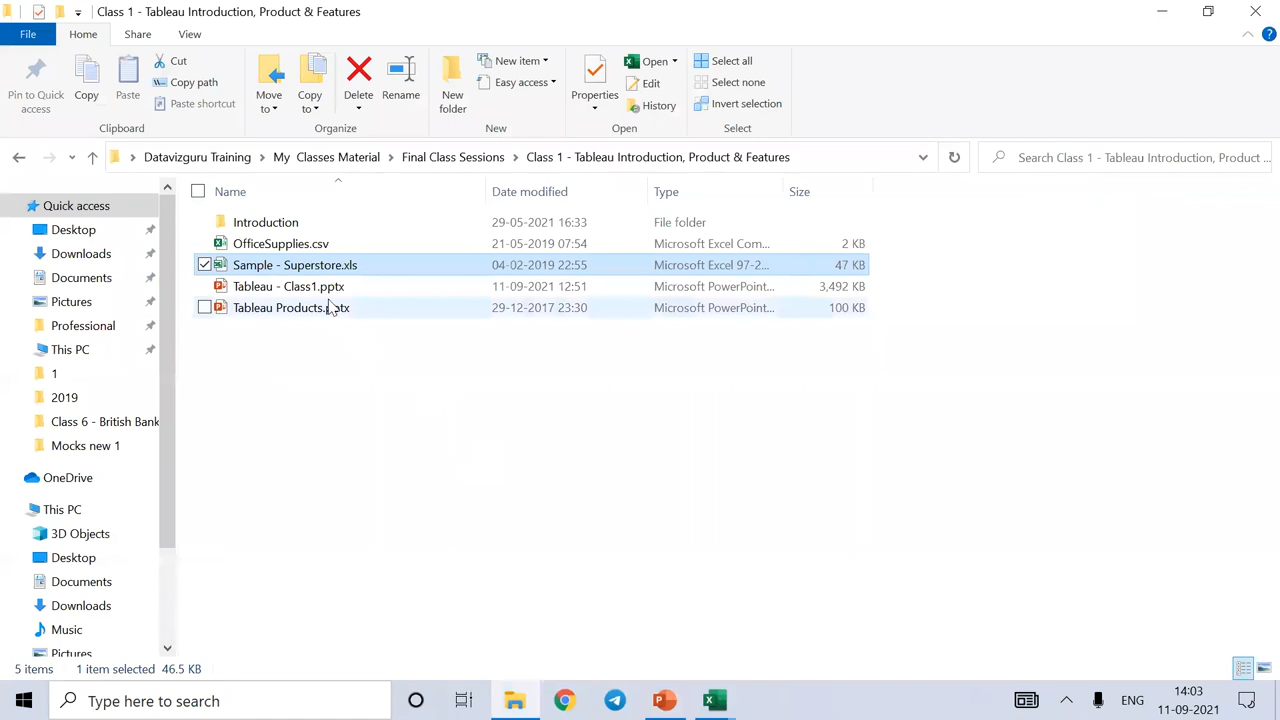 Class 1 - Tableau Introduction, Product & Features
File
Home
Share
View
Pin to Quick access
Copy
Paste
Cut
Copy path
Paste shortcut
Clipboard
Move to
Copy to
Delete
Rename
Organize
New folder
New item
Easy access
New
Properties
Open
Edit
History
Open
Select all
Select none
Invert selection
Select
Datavizguru Training > My Classes Material > Final Class Sessions > Class 1 - Tableau Introduction, Product & Features
Search Class 1 - Tableau Introduction, Product ...
Name Date modified Type Size
Introduction 29-05-2021 16:33 File folder
OfficeSupplies.csv 21-05-2019 07:54 Microsoft Excel Com... 2 KB
Sample - Superstore.xls 04-02-2019 22:55 Microsoft Excel 97-2... 47 KB
Tableau - Class1.pptx 11-09-2021 12:51 Microsoft PowerPoint... 3,492 KB
Tableau Products.pptx 29-12-2017 23:30 Microsoft PowerPoint... 100 KB
Quick access
Desktop
Downloads
Documents
Pictures
Professional
This PC
1
2019
Class 6 - British Bank
Mocks new 1
OneDrive
This PC
3D Objects
Desktop
Documents
Downloads
Music
Pictures
5 items 1 item selected 46.5 KB
Type here to search
ENG
14:03
11-09-2021